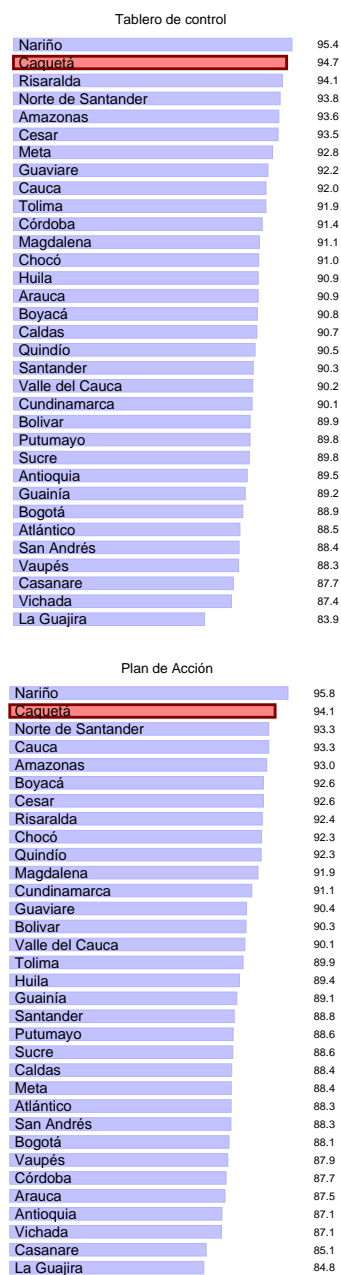 Tablero de control
Nariño 95.4
Caquetá 94.7
Risaralda 94.1
Norte de Santander 93.8
Amazonas 93.6
Cesar 93.5
Meta 92.8
Guaviare 92.2
Cauca 92.0
Tolima 91.9
Córdoba 91.4
Magdalena 91.1
Chocó 91.0
Huila 90.9
Arauca 90.9
Boyacá 90.8
Caldas 90.7
Quindío 90.5
Santander 90.3
Valle del Cauca 90.2
Cundinamarca 90.1
Bolivar 89.9
Putumayo 89.8
Sucre 89.8
Antioquia 89.5
Guainía 89.2
Bogotá 88.9
Atlántico 88.5
San Andrés 88.4
Vaupés 88.3
Casanare 87.7
Vichada 87.4
La Guajira 83.9
Plan de Acción
Nariño 95.8
Caquetá 94.1
Norte de Santander 93.3
Cauca 93.3
Amazonas 93.0
Boyacá 92.6
Cesar 92.6
Risaralda 92.4
Chocó 92.3
Quindío 92.3
Magdalena 91.9
Cundinamarca 91.1
Guaviare 90.4
Bolivar 90.3
Valle del Cauca 90.1
Tolima 89.9
Huila 89.4
Guainía 89.1
Santander 88.8
Putumayo 88.6
Sucre 88.6
Caldas 88.4
Meta 88.4
Atlántico 88.3
San Andrés 88.3
Bogotá 88.1
Vaupés 87.9
Córdoba 87.7
Arauca 87.5
Antioquia 87.1
Vichada 87.1
Casanare 85.1
La Guajira 84.8